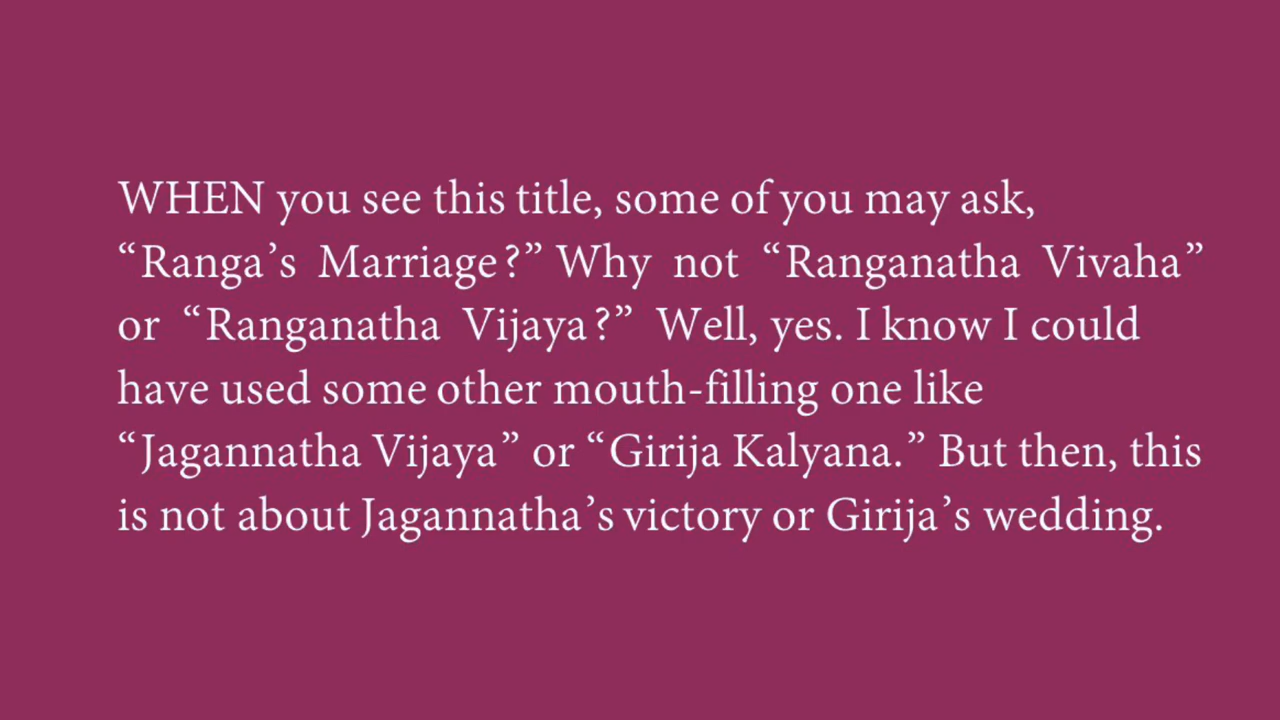 WHEN you see this title, some of you may ask,
“Ranga’s Marriage?” Why not “Ranganatha Vivaha”
or “Ranganatha Vijaya?” Well, yes. I know I could
have used some other mouth-filling one like
“Jagannatha Vijaya” or “Girija Kalyana.” But then, this
is not about Jagannatha’s victory or Girija’s wedding.